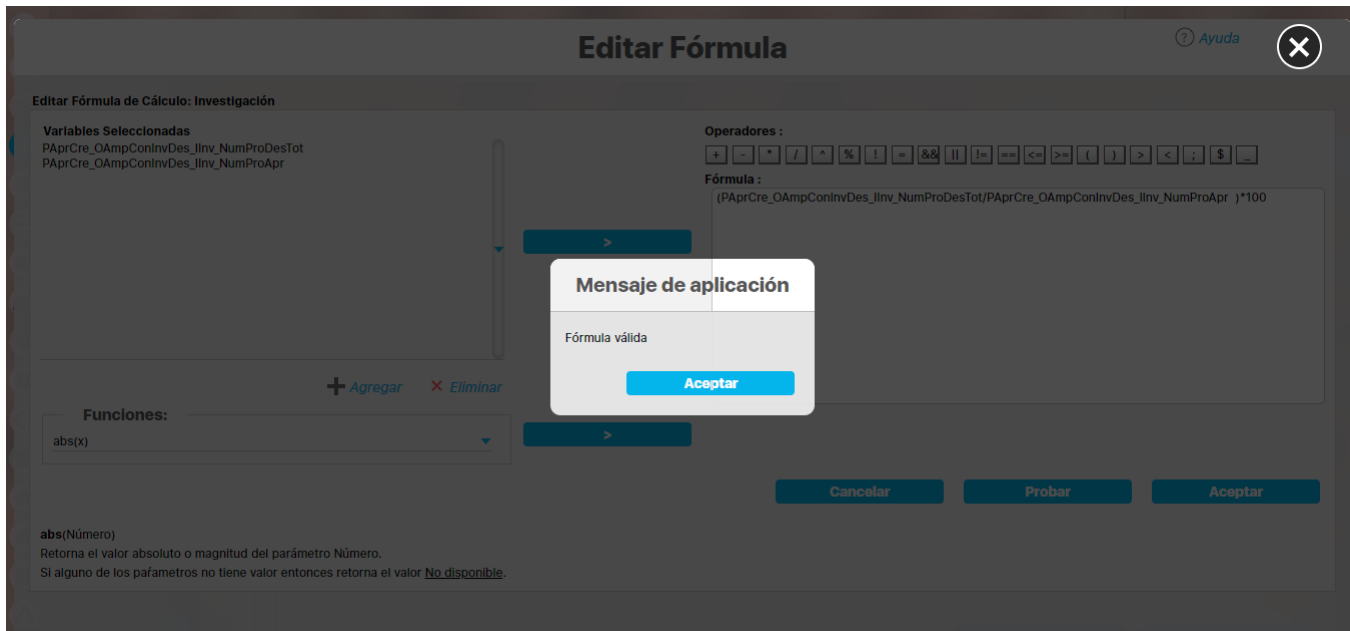 Editar Fórmula
? Ayuda
Editar Fórmula de Cálculo: Investigación
Variables Seleccionadas
PAprCre_OAmpConInvDes_IInv_NumProDesTot
PAprCre_OAmpConInvDes_IInv_NumProApr
Operadores :
+ - * / ^ % ! = && || != == <= >= ( ) > < ; $ _
Fórmula :
(PAprCre_OAmpConInvDes_IInv_NumProDesTot/PAprCre_OAmpConInvDes_IInv_NumProApr )*100
>
Mensaje de aplicación
Fórmula válida
Aceptar
Agregar
Eliminar
Funciones:
abs(x)
>
Cancelar
Probar
Aceptar
abs(Número)
Retorna el valor absoluto o magnitud del parámetro Número.
Si alguno de los paŕametros no tiene valor entonces retorna el valor No disponible.